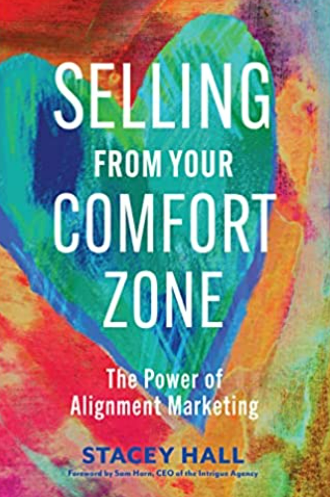 SELLING
FROM YOUR
COMFORT
ZONE
The Power of
Alignment Marketing
STACEY HALL
Foreword by Sam Horn, CEO of the Intrigue Agency